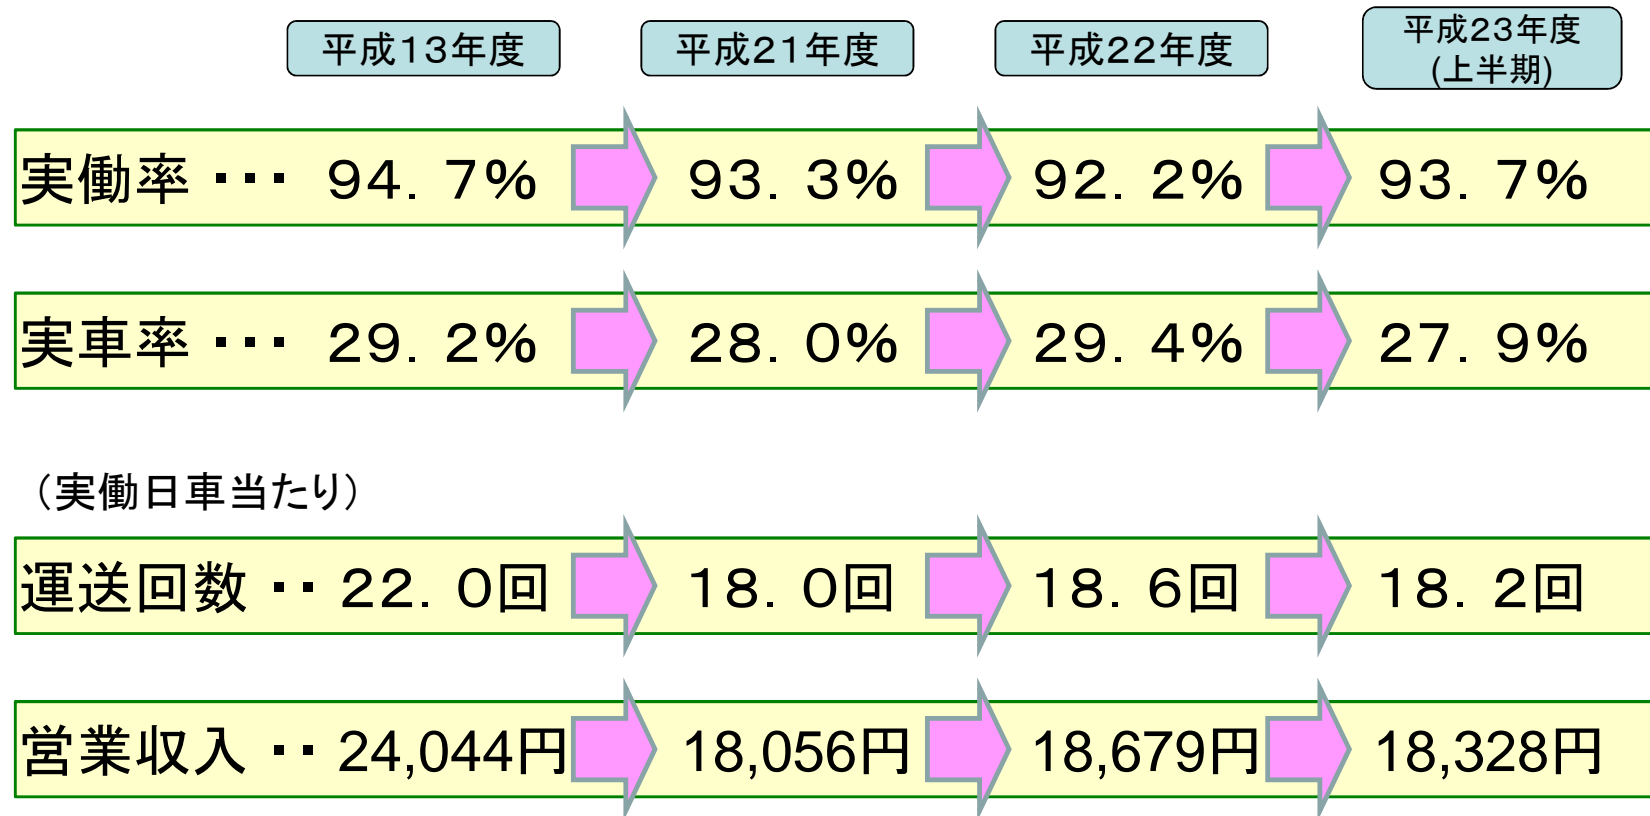 平成13年度 平成21年度 平成22年度 平成23年度
(上半期)
実働率 ･･･ 94．7% 93．3% 92．2% 93．7%
実車率 ･･･ 29．2% 28．0% 29．4% 27．9%
（実働日車当たり）
運送回数 ･･ 22．0回 18．0回 18．6回 18．2回
営業収入 ･･ 24,044円 18,056円 18,679円 18,328円